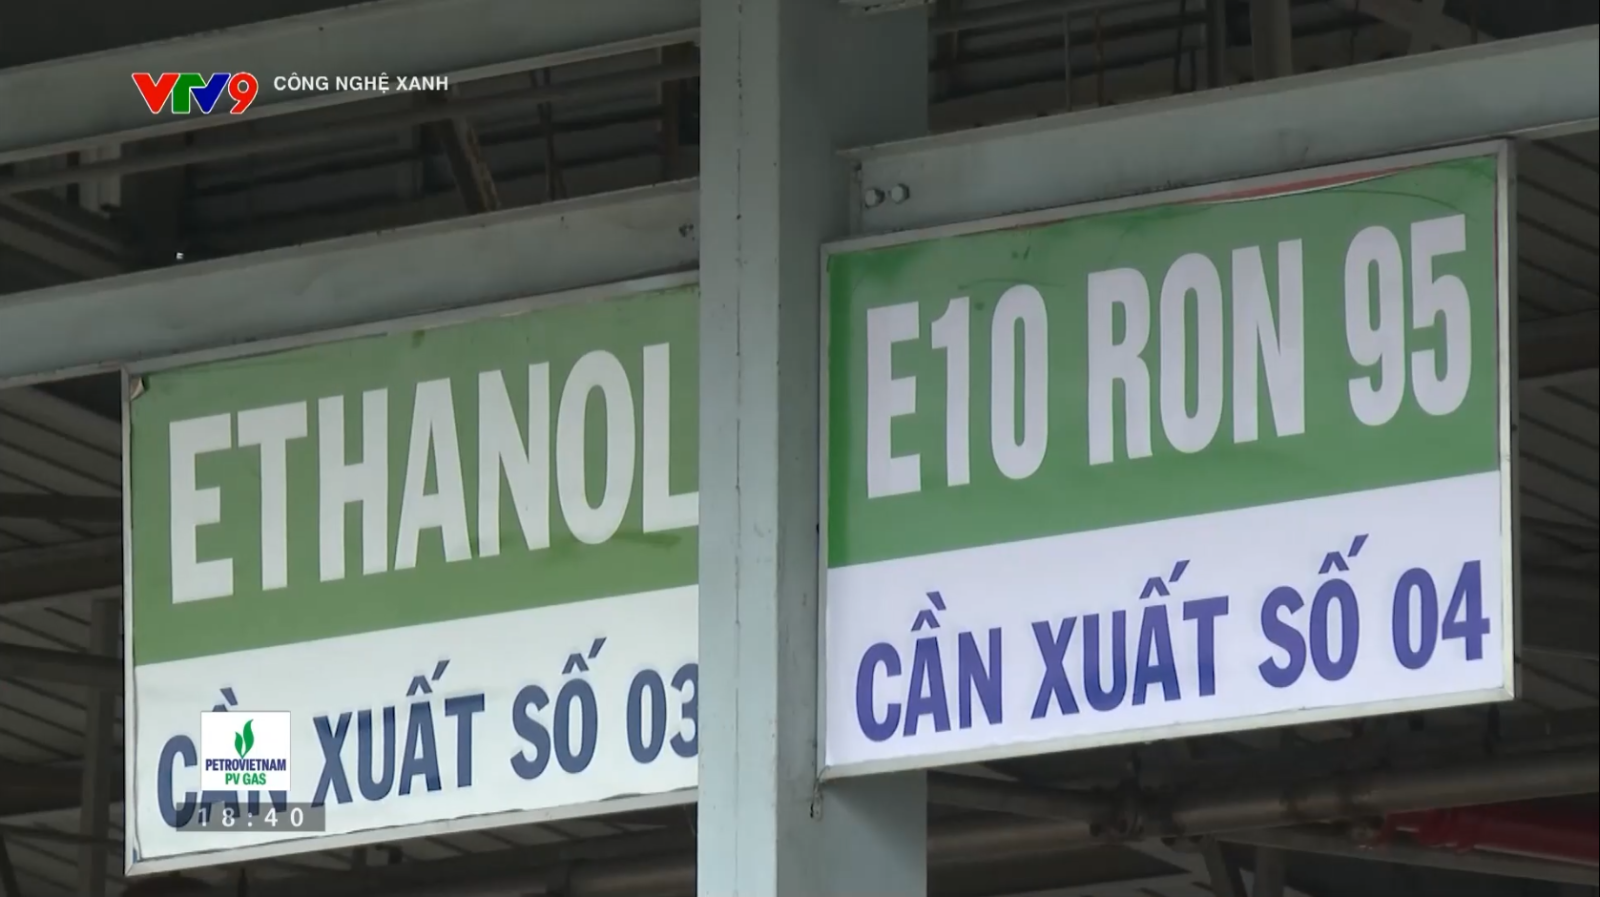 VTV9 CÔNG NGHỆ XANH
ETHANOL
CẦN XUẤT SỐ 03
E10 RON 95
CẦN XUẤT SỐ 04
PETROVIETNAM
PV GAS
18:40